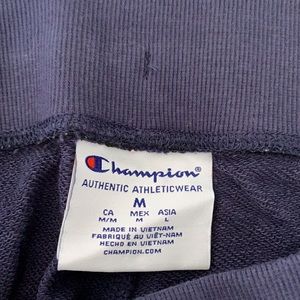 Champion®
AUTHENTIC ATHLETICWEAR
M
CA MEX ASIA
M/M M L
MADE IN VIETNAM
FABRIQUÉ AU VIÊT-NAM
HECHO EN VIETNAM
CHAMPION.COM